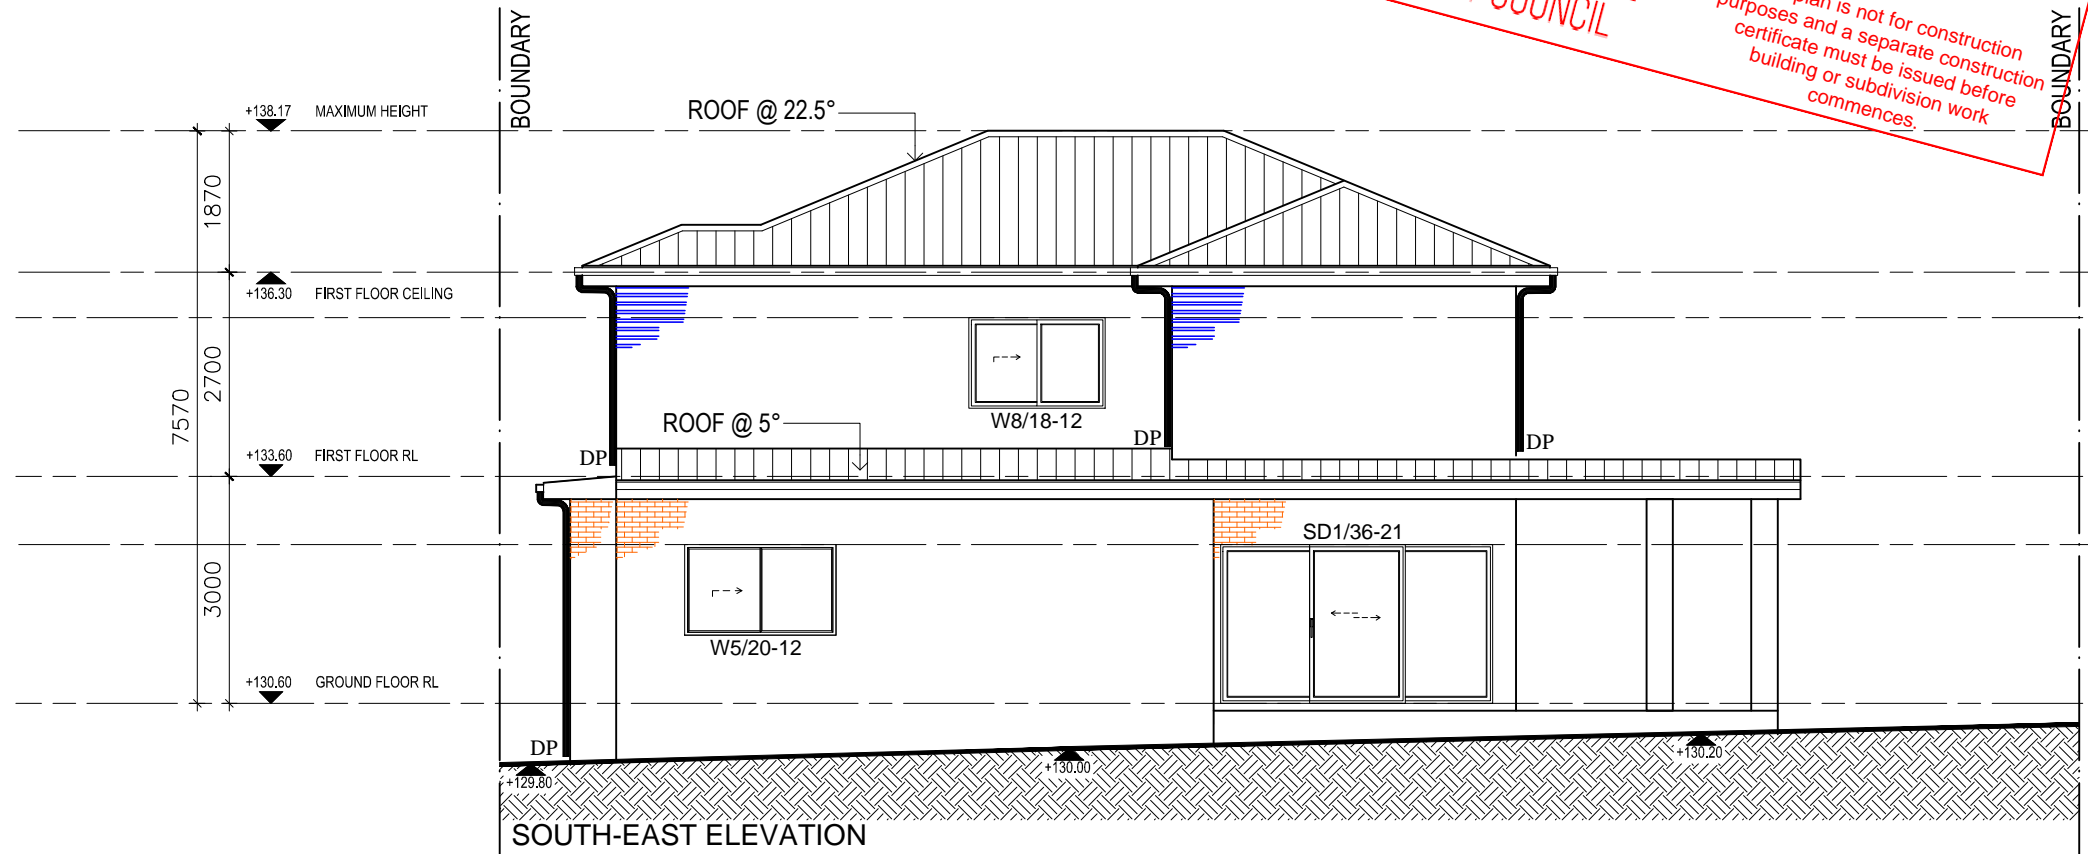 COUNCIL
plan is not for construction
purposes and a separate construction
certificate must be issued before
building or subdivision work
commences.
BOUNDARY
BOUNDARY
+138.17 MAXIMUM HEIGHT
ROOF @ 22.5°
1870
+136.30 FIRST FLOOR CEILING
2700
7570
W8/18-12
ROOF @ 5°
DP
DP
DP
+133.60 FIRST FLOOR RL
SD1/36-21
3000
W5/20-12
+130.60 GROUND FLOOR RL
DP
+129.80
+130.00
+130.20
SOUTH-EAST ELEVATION